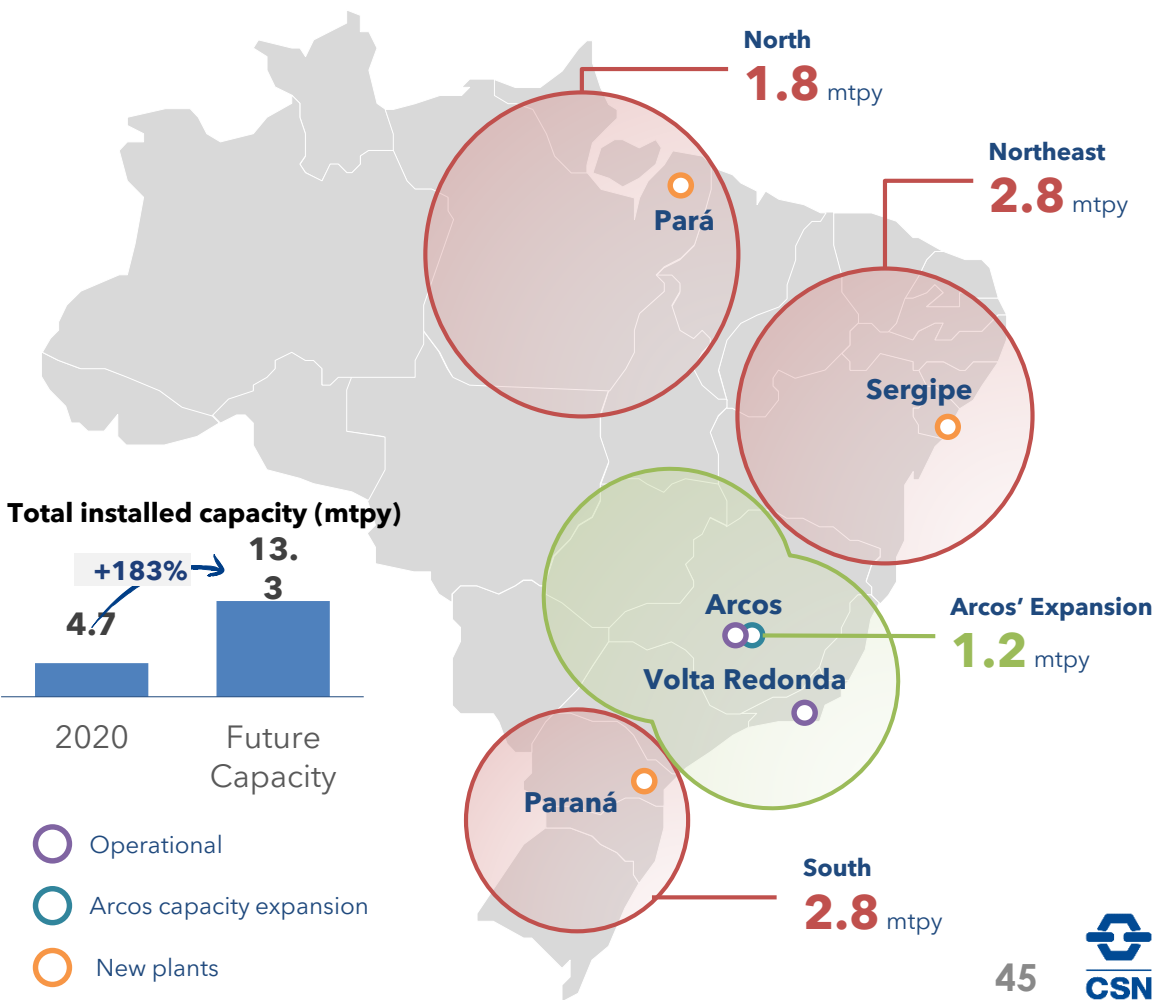 North
1.8 mtpy
Northeast
2.8 mtpy
Pará
Sergipe
Total installed capacity (mtpy)
+183%
13.
3
4.7
2020
Future
Capacity
Arcos
Arcos' Expansion
1.2 mtpy
Volta Redonda
Paraná
South
2.8 mtpy
Operational
Arcos capacity expansion
New plants
45
CSN